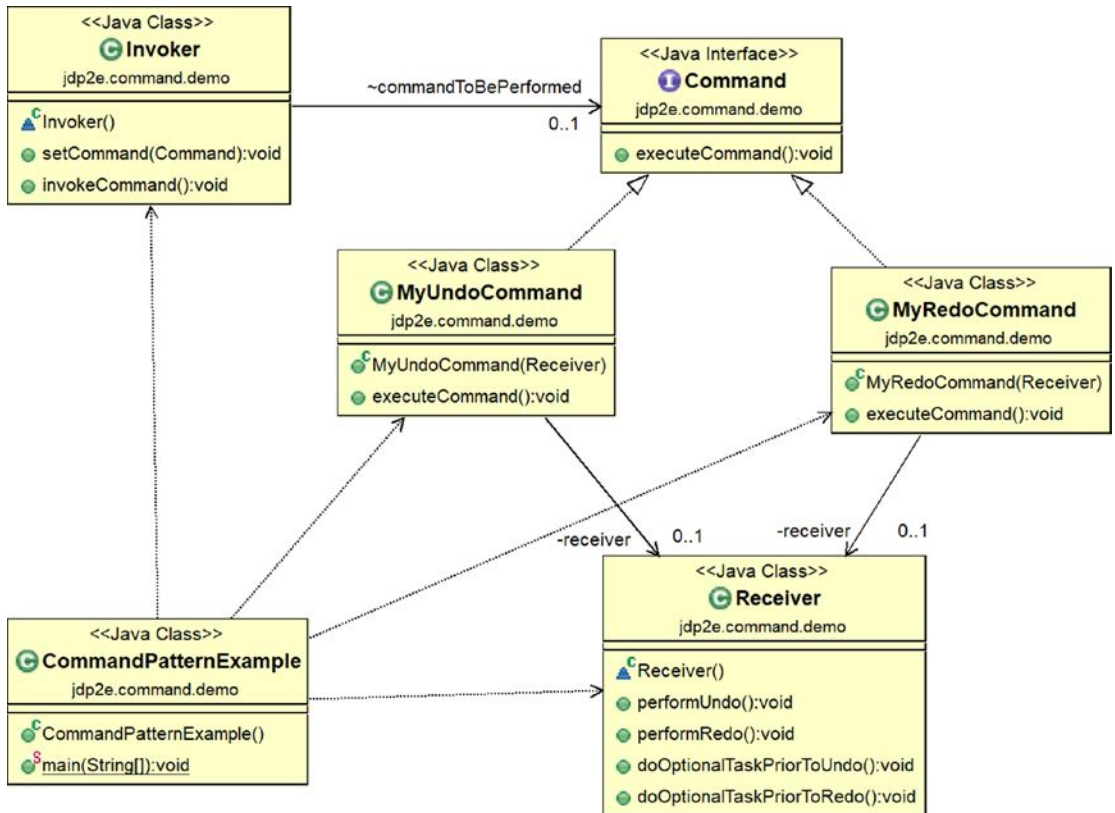 <<Java Class>>
Invoker
jdp2e.command.demo
Invoker()
setCommand(Command):void
invokeCommand():void
~commandToBePerformed
0..1
<<Java Interface>>
Command
jdp2e.command.demo
executeCommand():void
<<Java Class>>
MyUndoCommand
jdp2e.command.demo
MyUndoCommand(Receiver)
executeCommand():void
<<Java Class>>
MyRedoCommand
jdp2e.command.demo
MyRedoCommand(Receiver)
executeCommand():void
-receiver
0..1
-receiver
0..1
<<Java Class>>
CommandPatternExample
jdp2e.command.demo
CommandPatternExample()
main(String[]):void
<<Java Class>>
Receiver
jdp2e.command.demo
Receiver()
performUndo():void
performRedo():void
doOptionalTaskPriorToUndo():void
doOptionalTaskPriorToRedo():void